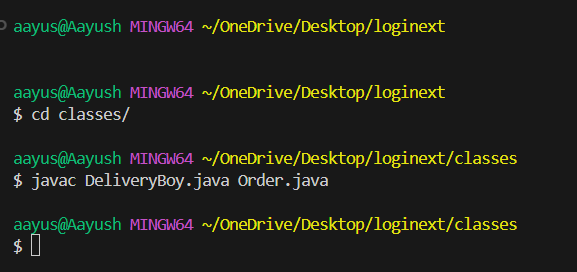 aayus@Aayush MINGW64 ~/OneDrive/Desktop/loginext
aayus@Aayush MINGW64 ~/OneDrive/Desktop/loginext
$ cd classes/
aayus@Aayush MINGW64 ~/OneDrive/Desktop/loginext/classes
$ javac DeliveryBoy.java Order.java
aayus@Aayush MINGW64 ~/OneDrive/Desktop/loginext/classes
$